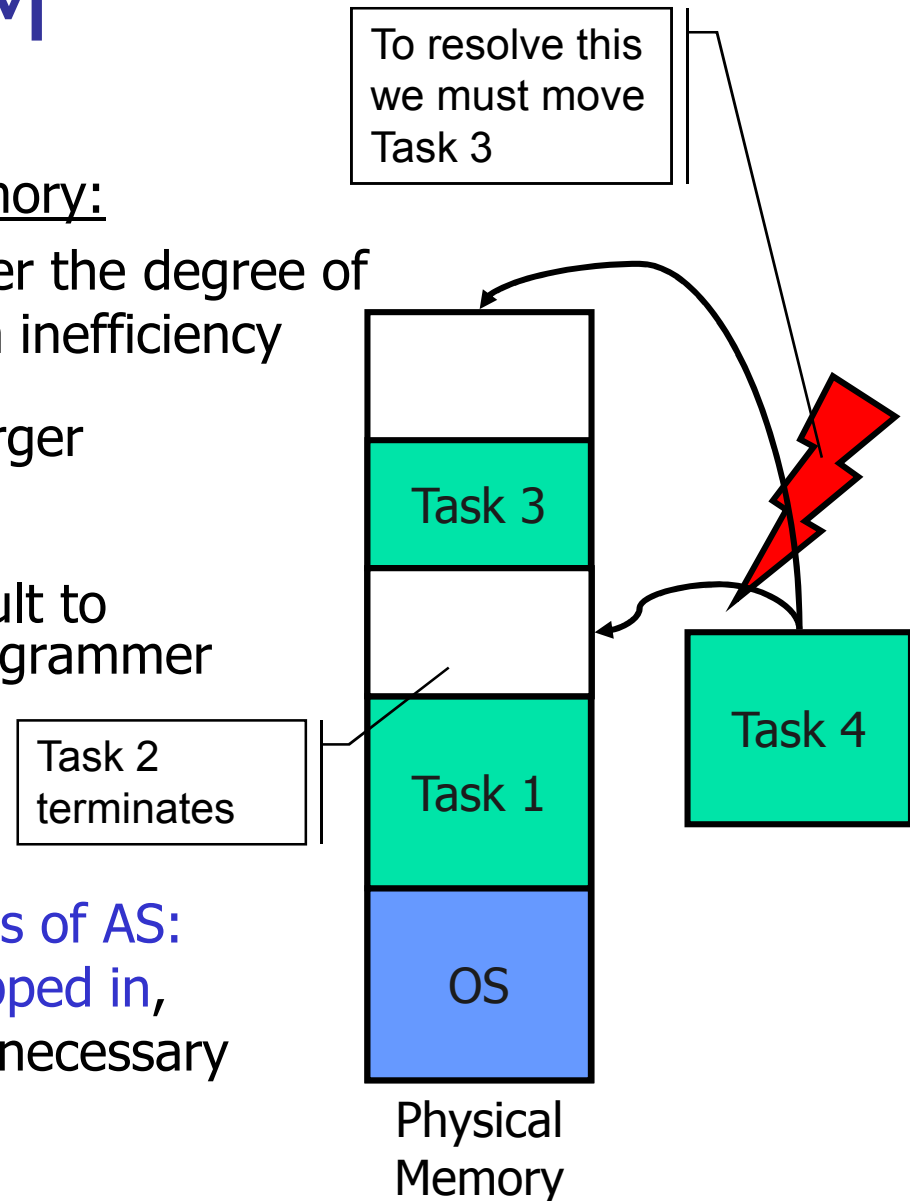 M
To resolve this
we must move
Task 3
nory:
er the degree of
inefficiency
rger
Task 3
ult to
grammer
Task 4
Task 2
terminates
Task 1
s of AS:
pped in,
necessary
OS
Physical
Memory